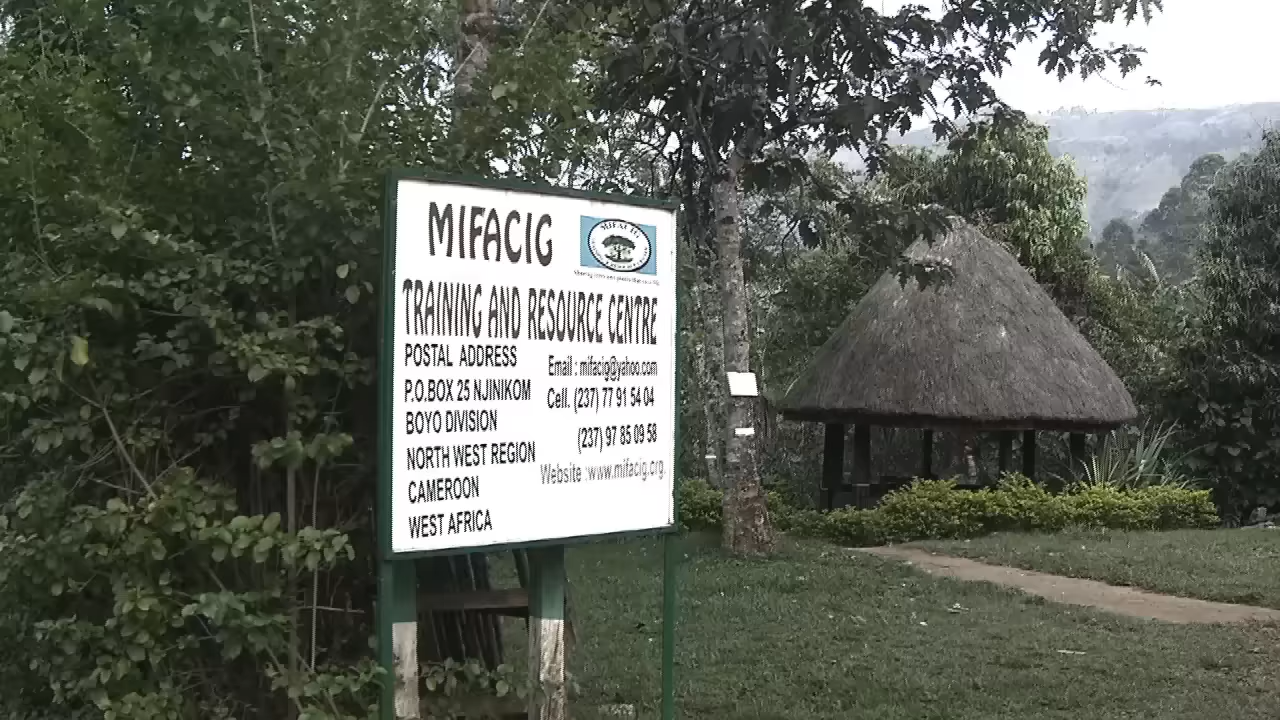 MIFACIG
MIFACIG
TRAINING AND RESOURCE CENTRE
POSTAL ADDRESS
P.O.BOX 25 NJINIKOM
BOYO DIVISION
NORTH WEST REGION
CAMEROON
WEST AFRICA
Email : mifacig@yahoo.com
Cell. (237) 77 91 54 04
(237) 97 85 09 58
Website :www.mifacig.org.